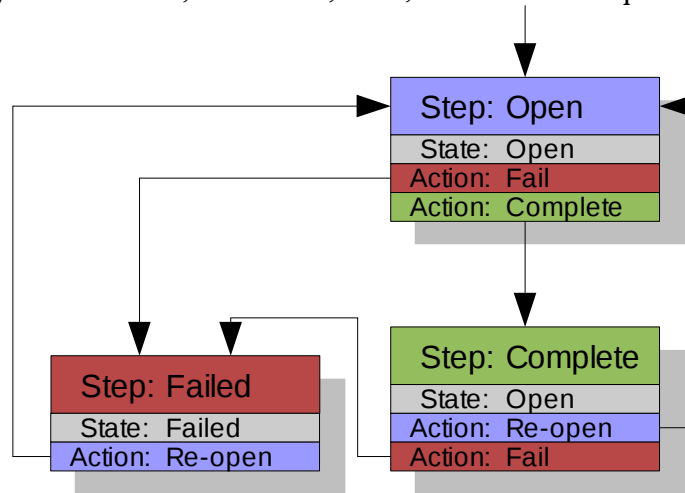 Step: Open
State: Open
Action: Fail
Action: Complete
Step: Complete
State: Open
Action: Re-open
Action: Fail
Step: Failed
State: Failed
Action: Re-open